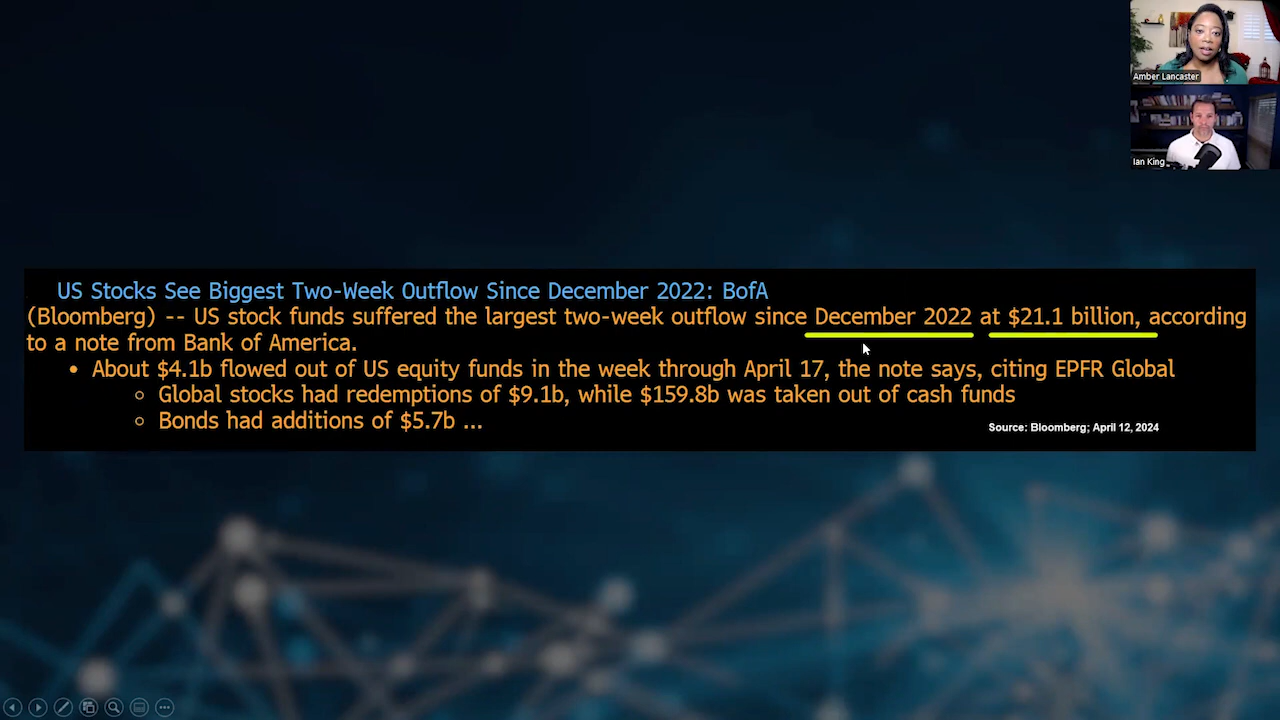 Amber Lancaster
Ian King
US Stocks See Biggest Two-Week Outflow Since December 2022: BofA
(Bloomberg) -- US stock funds suffered the largest two-week outflow since December 2022 at $21.1 billion, according
to a note from Bank of America.
• About $4.1b flowed out of US equity funds in the week through April 17, the note says, citing EPFR Global
○ Global stocks had redemptions of $9.1b, while $159.8b was taken out of cash funds
○ Bonds had additions of $5.7b ...
Source: Bloomberg; April 12, 2024